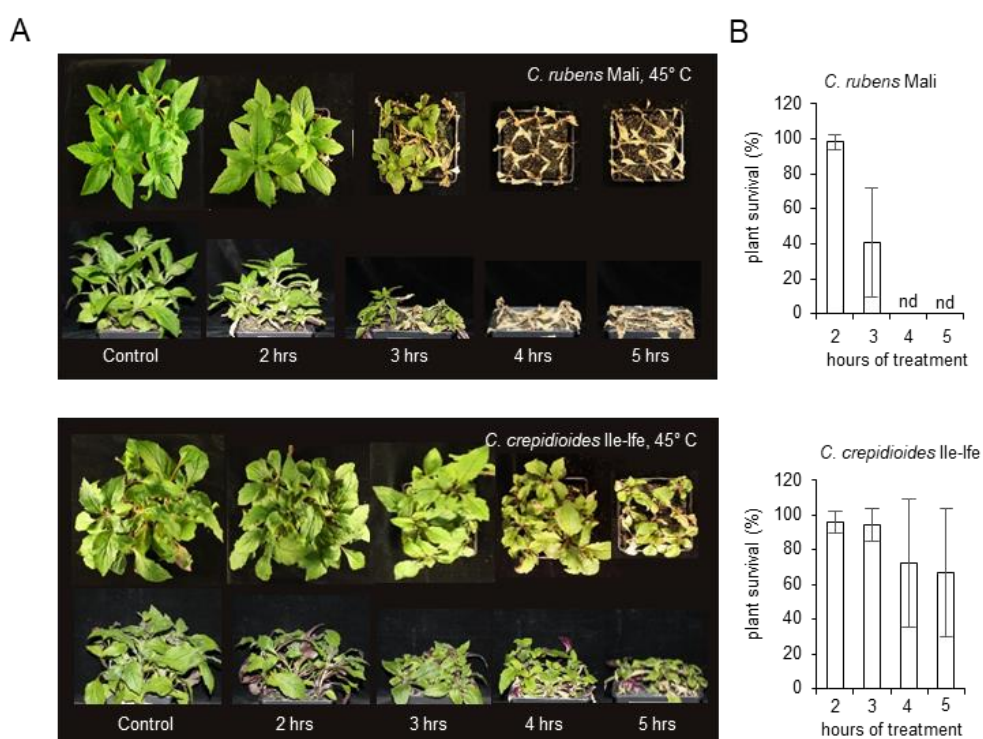 A
C. rubens Mali, 45° C
Control 2 hrs 3 hrs 4 hrs 5 hrs
C. crepidioides Ile-Ife, 45° C
Control 2 hrs 3 hrs 4 hrs 5 hrs
B
C. rubens Mali
plant survival (%)
120
100
80
60
40
20
0
nd nd
2 3 4 5
hours of treatment
C. crepidioides Ile-Ife
plant survival (%)
120
100
80
60
40
20
0
2 3 4 5
hours of treatment